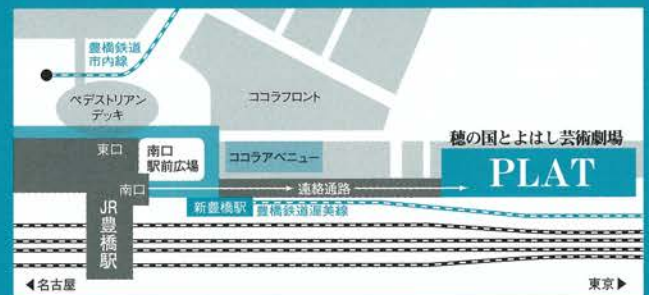 豊橋鉄道
市内線
ペデストリアン
デッキ
ココラフロント
穂の国とよはし芸術劇場
PLAT
東口
南口
駅前広場
ココラアベニュー
南口
連絡通路
新豊橋駅
豊橋鉄道渥美線
JR豊橋駅
◀名古屋
東京▶